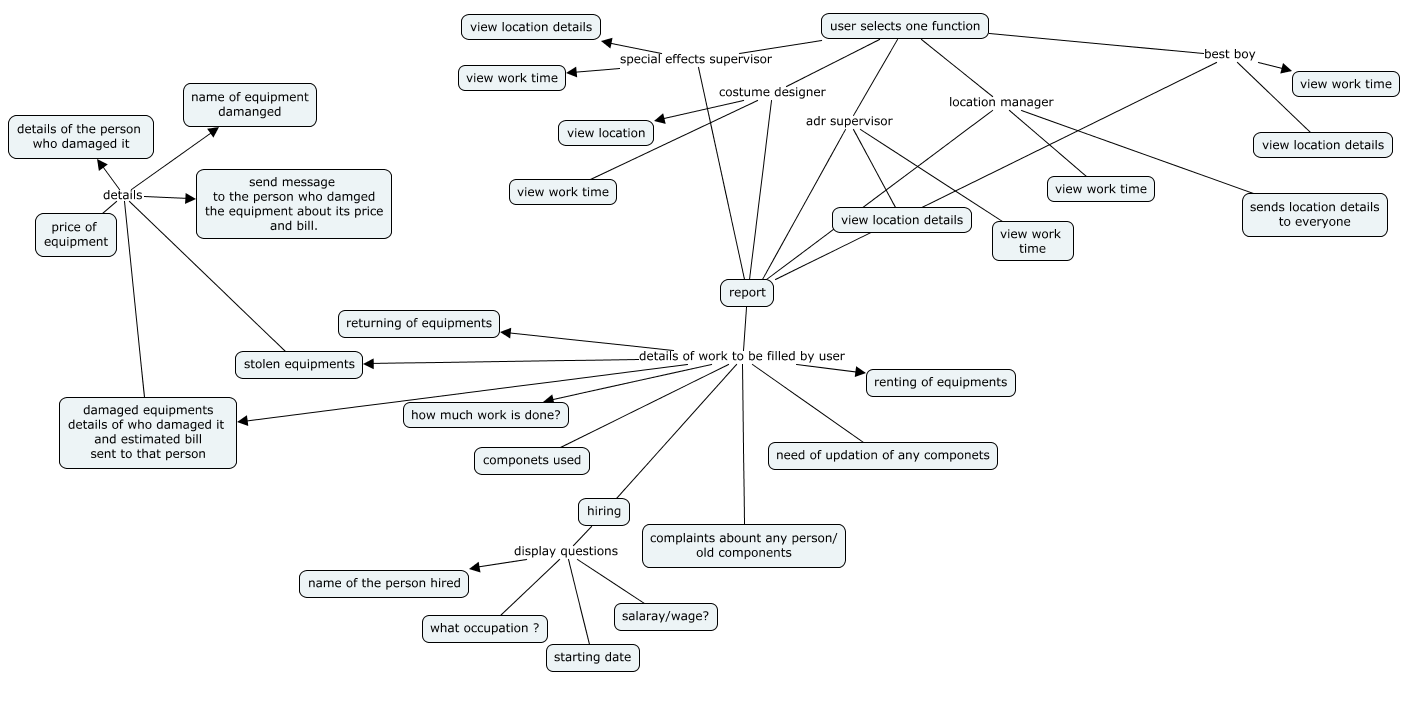 view location details
user selects one function
special effects supervisor
best boy
view work time
view work time
costume designer
name of equipment
damanged
location manager
adr supervisor
details of the person
who damaged it
view location
view location details
send message
to the person who damged
the equipment about its price
and bill.
details
view work time
view work time
price of
equipment
view location details
sends location details
to everyone
view work
time
report
returning of equipments
details of work to be filled by user
stolen equipments
renting of equipments
damaged equipments
details of who damaged it
and estimated bill
sent to that person
how much work is done?
componets used
need of updation of any componets
hiring
complaints abount any person/
old components
display questions
name of the person hired
salaray/wage?
what occupation ?
starting date